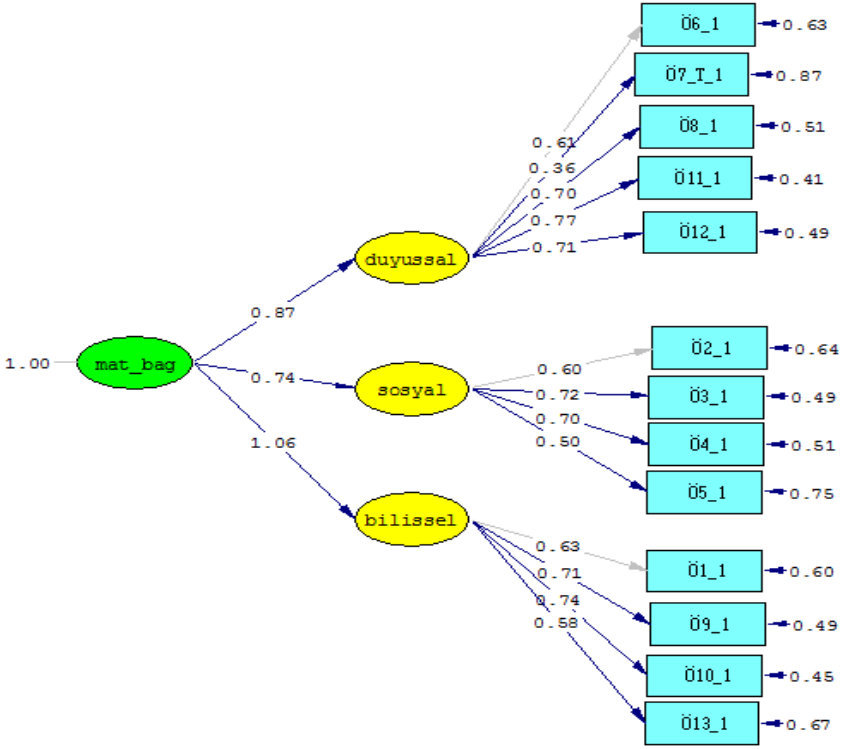 Ö6_1
0.63
Ö7_T_1
0.87
0.61
Ö8_1
0.51
0.36
Ö11_1
0.41
0.70
0.77
Ö12_1
0.49
0.71
duyussal
0.87
1.00
mat_bag
0.74
sosyal
1.06
0.60
0.72
0.70
0.50
Ö2_1
0.64
Ö3_1
0.49
Ö4_1
0.51
Ö5_1
0.75
bilissel
0.63
0.71
0.74
0.58
Ö1_1
0.60
Ö9_1
0.49
Ö10_1
0.45
Ö13_1
0.67